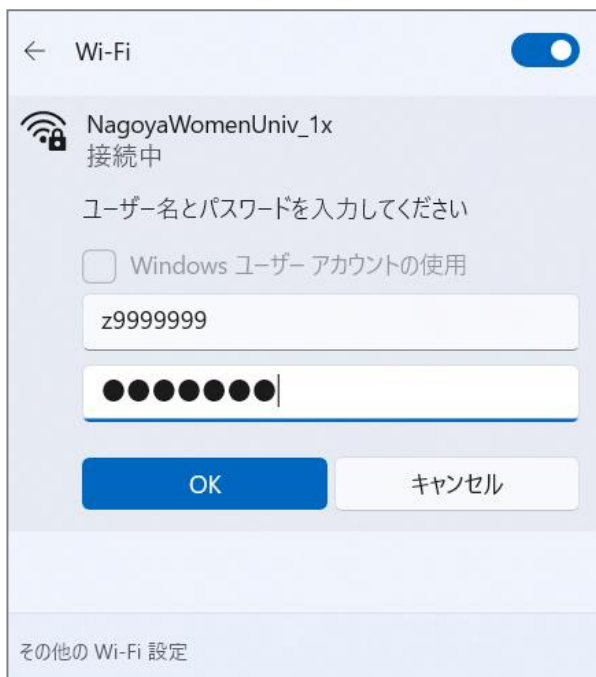 ← Wi-Fi
NagoyaWomenUniv_1x
接続中
ユーザー名とパスワードを入力してください
Windows ユーザー アカウントの使用
z9999999
●●●●●●●
OK キャンセル
その他の Wi-Fi 設定